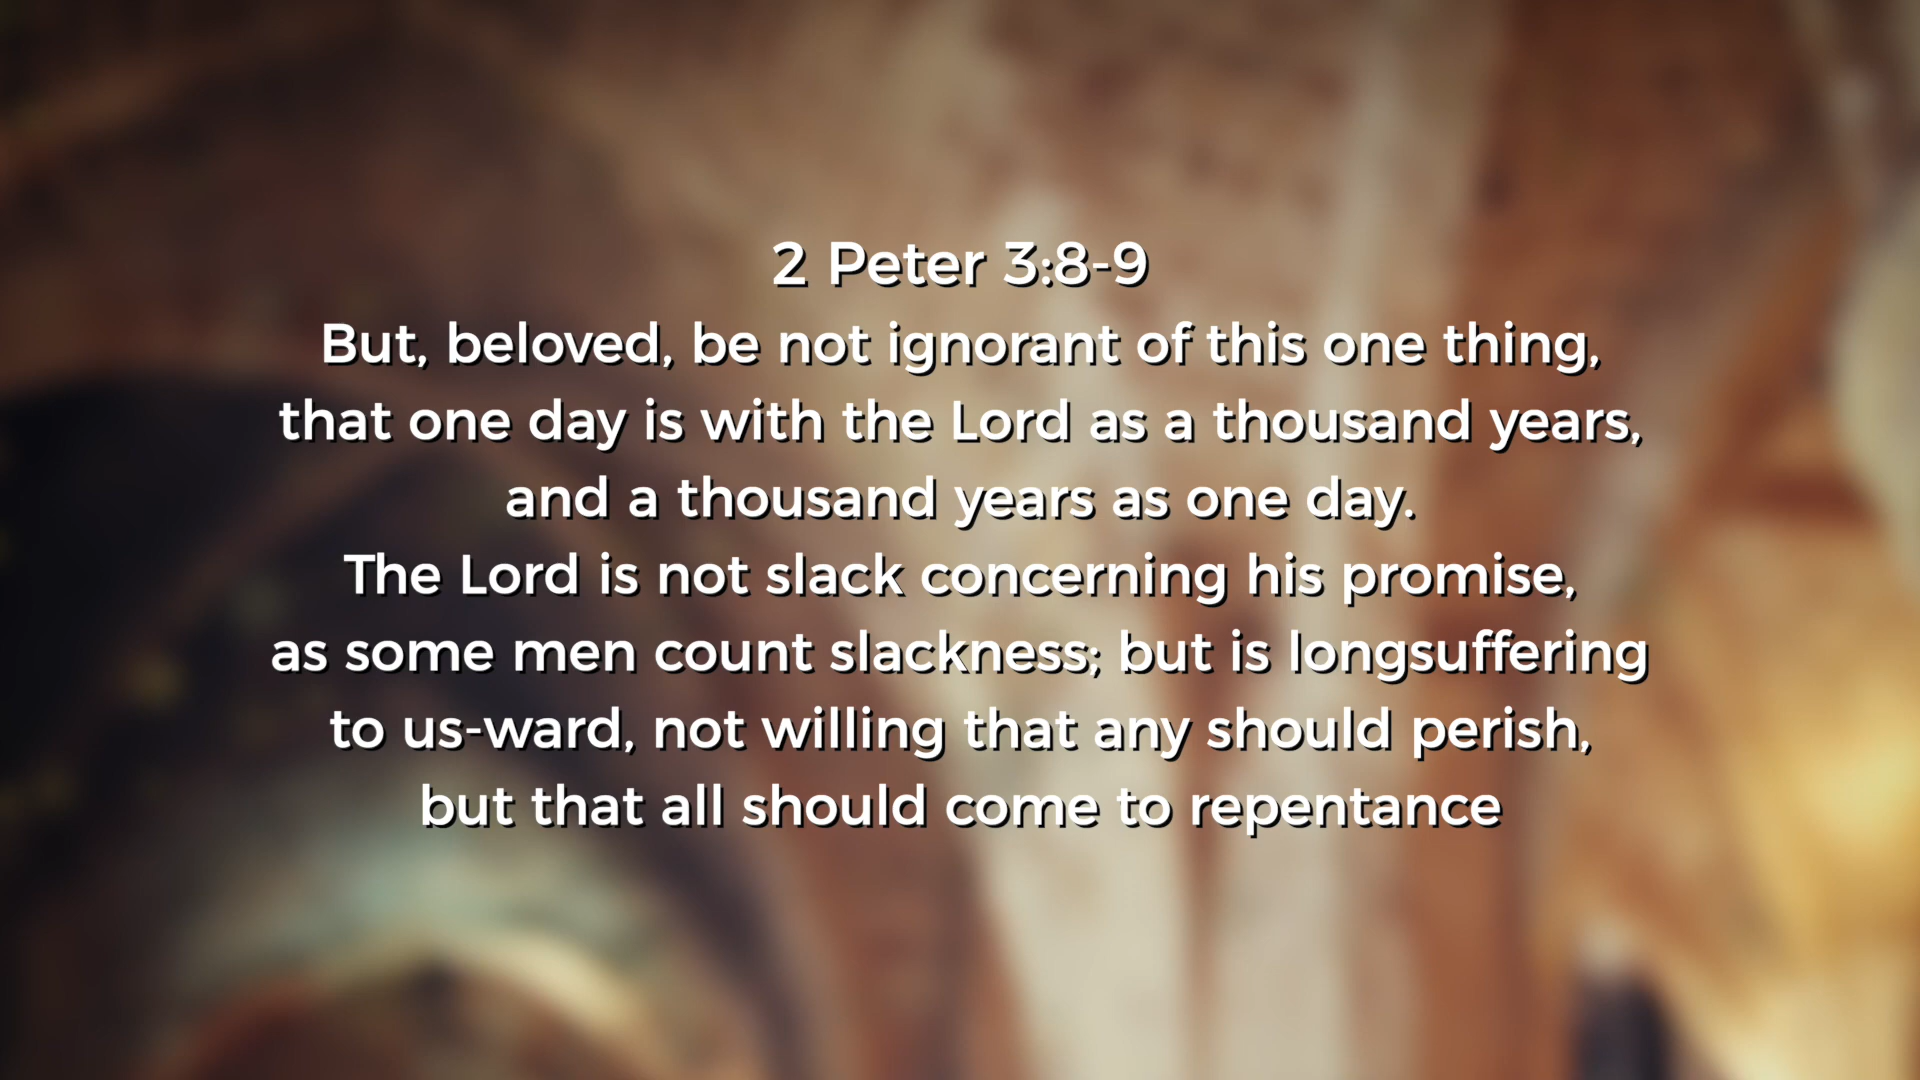 2 Peter 3:8-9
But, beloved, be not ignorant of this one thing,
that one day is with the Lord as a thousand years,
and a thousand years as one day.
The Lord is not slack concerning his promise,
as some men count slackness; but is longsuffering
to us-ward, not willing that any should perish,
but that all should come to repentance